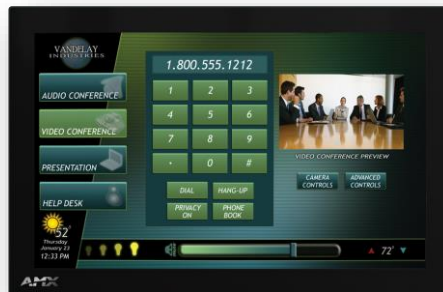 VANDELAY
INDUSTRIES
AUDIO CONFERENCE
VIDEO CONFERENCE
PRESENTATION
HELP DESK
52°
Thursday
January 23
12:33 PM
1.800.555.1212
1 2 3
4 5 6
7 8 9
· 0 #
DIAL HANG-UP
PRIVACY ON
PHONE BOOK
VIDEO CONFERENCE PREVIEW
CAMERA CONTROLS
ADVANCED CONTROLS
72°
AMX